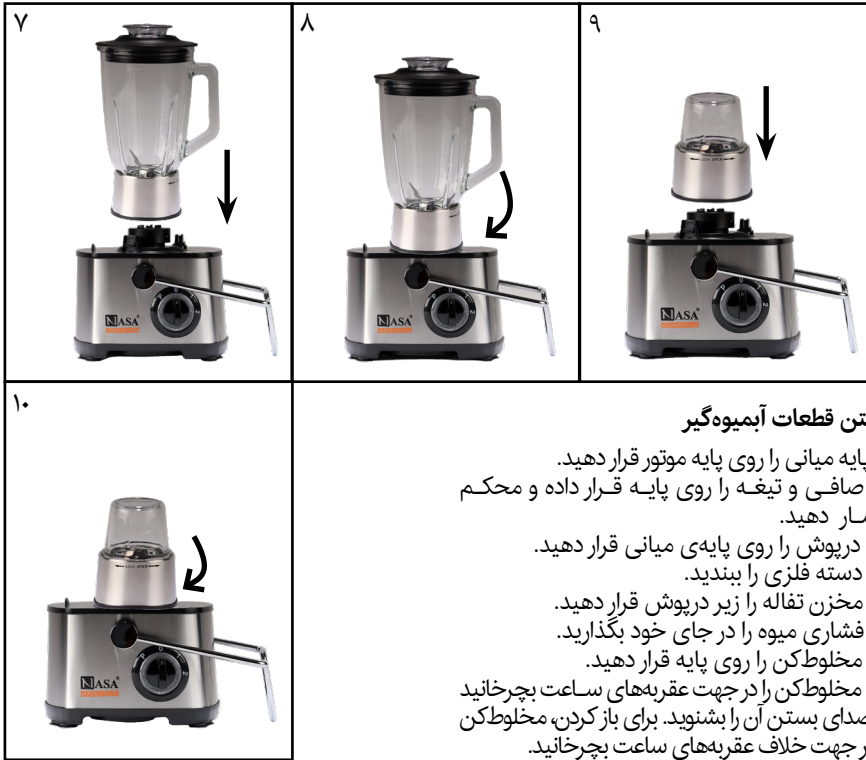 ۷
۸
۹
NASA
NASA
NASA
۱۰
NASA
قطعات آبمیوه‌گیر
پایه میانی را روی پایه موتور قرار دهید.
صافی و تیغه را روی پایه قرار داده و محکم
دهید.
درپوش را روی پایه‌ی میانی قرار دهید.
دسته فلزی را ببندید.
مخزن تفاله را زیر درپوش قرار دهید.
فشاری میوه را در جای خود بگذارید.
مخلوط‌کن را روی پایه قرار دهید.
مخلوط‌کن را در جهت عقربه‌های ساعت بچرخانید
صدای بستن آن را بشنوید. برای باز کردن، مخلوط‌کن
جهت خلاف عقربه‌های ساعت بچرخانید.